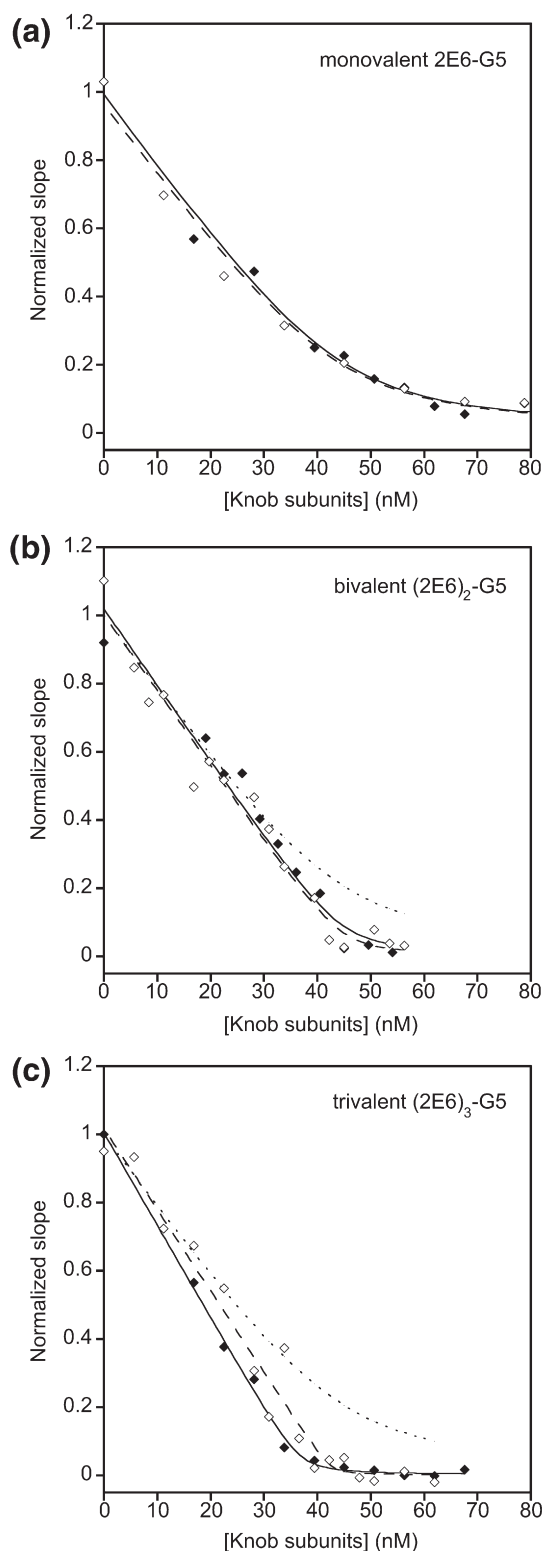 (a)
monovalent 2E6-G5
1.2
1
0.8
0.6
0.4
0.2
0
Normalized slope
0 10 20 30 40 50 60 70 80
[Knob subunits] (nM)
(b)
bivalent (2E6)2-G5
1.2
1
0.8
0.6
0.4
0.2
0
Normalized slope
0 10 20 30 40 50 60 70 80
[Knob subunits] (nM)
(c)
trivalent (2E6)3-G5
1.2
1
0.8
0.6
0.4
0.2
0
Normalized slope
0 10 20 30 40 50 60 70 80
[Knob subunits] (nM)